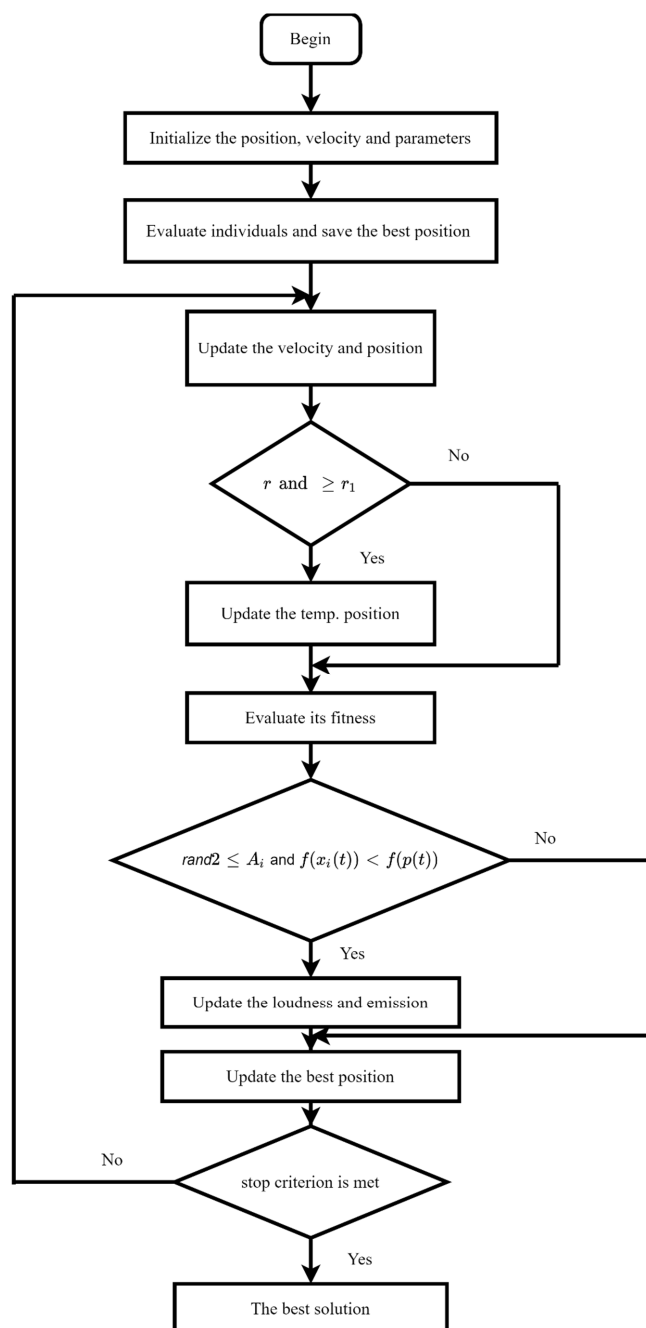 Begin
Initialize the position, velocity and parameters
Evaluate individuals and save the best position
Update the velocity and position
r and ≥ r₁
No
Yes
Update the temp. position
Evaluate its fitness
rand2 ≤ Aᵢ and f(xᵢ(t)) < f(p(t))
No
Yes
Update the loudness and emission
Update the best position
No
stop criterion is met
Yes
The best solution